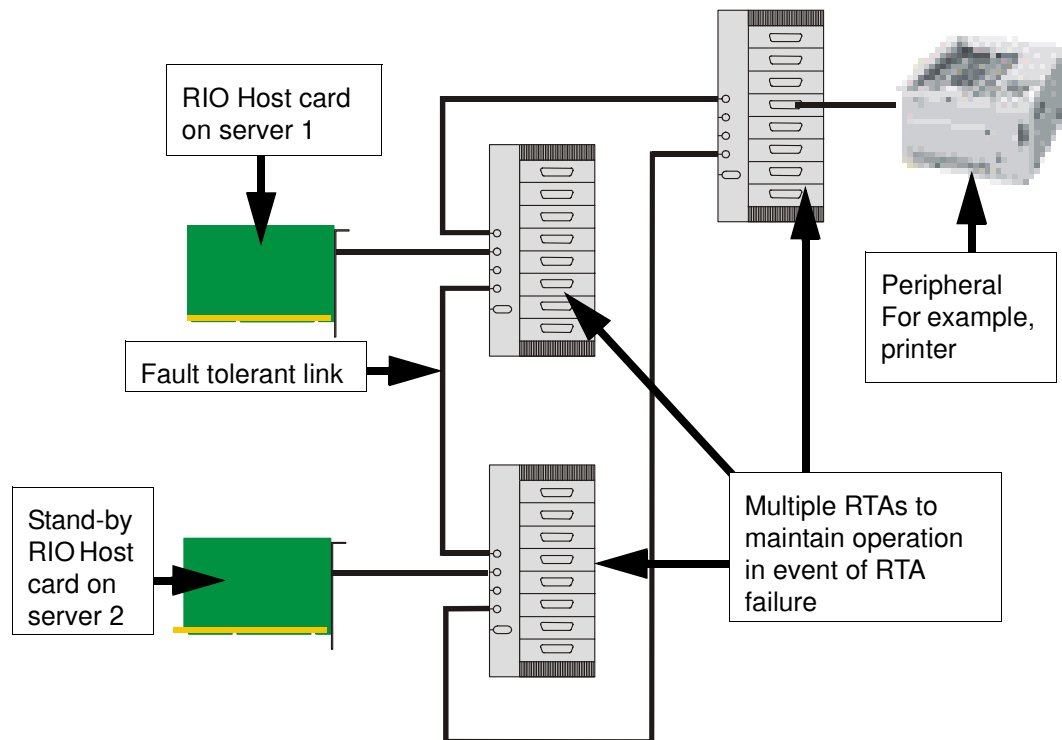 RIO Host card
on server 1
Fault tolerant link
Stand-by
RIO Host
card on
server 2
Peripheral
For example,
printer
Multiple RTAs to
maintain operation
in event of RTA
failure